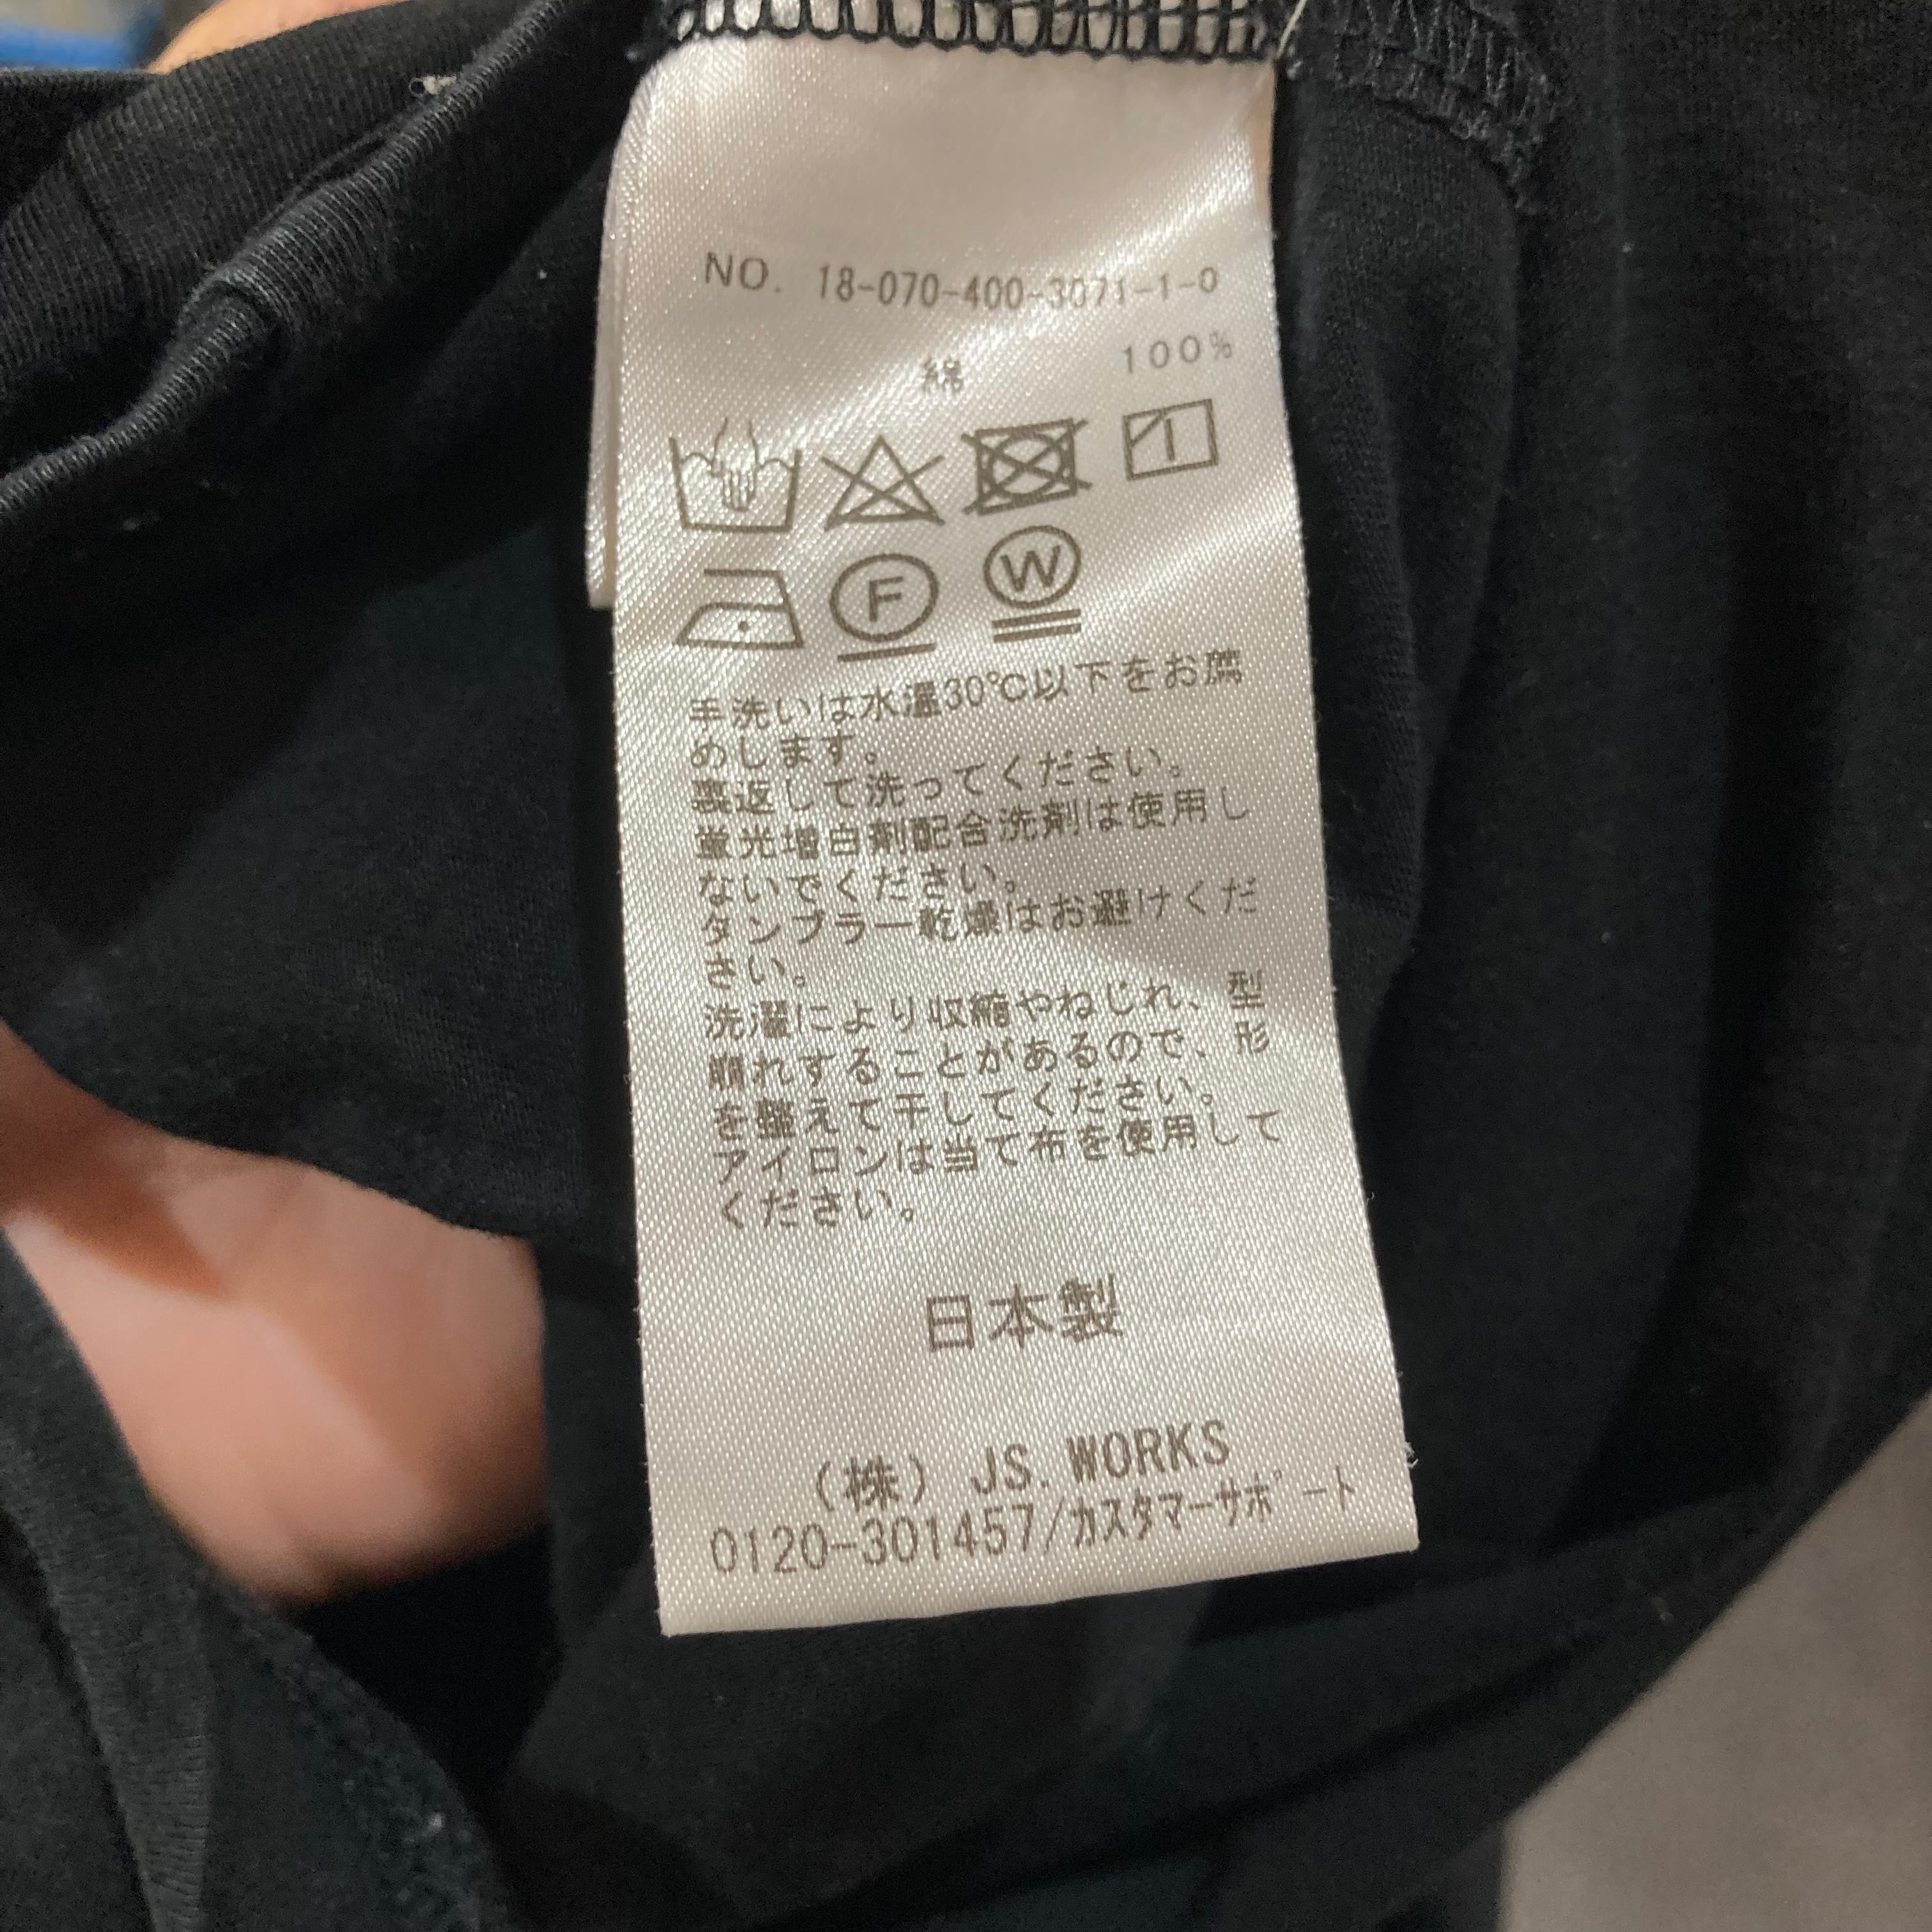 NO. 18-070-400-3071-1-0
綿 100%
F W
手洗いは水温30℃以下をお薦
めします。
裏返して洗ってください。
蛍光増白剤配合洗剤は使用し
ないでください。
タンブラー乾燥はお避けくだ
さい。
洗濯により収縮やねじれ、型
崩れすることがあるので、形
を整えて干してください。
アイロンは当て布を使用して
ください。
日本製
(株) JS.WORKS
0120-301457/カスタマーサポート